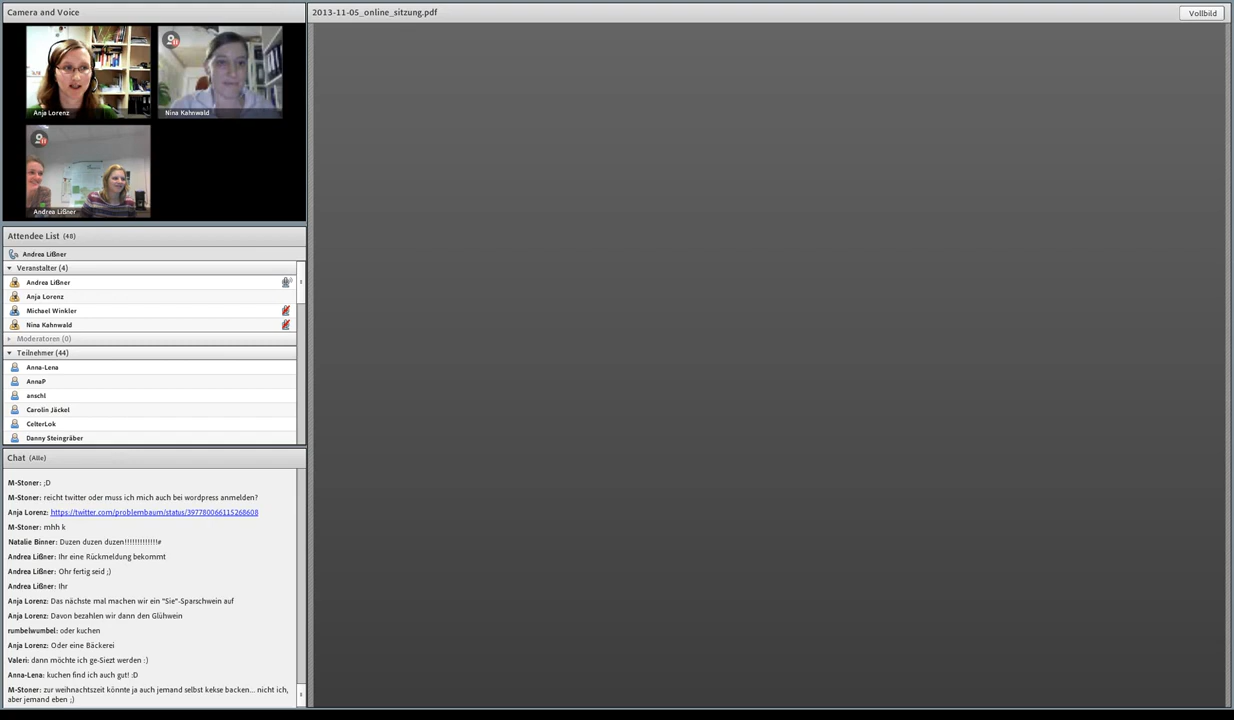 Camera and Voice
2013-11-05_online_sitzung.pdf
Vollbild
Anja Lorenz
Nina Kahnwald
Andrea Lißner
Attendee List (48)
Andrea Lißner
Veranstalter (4)
Andrea Lißner
Anja Lorenz
Michael Winkler
Nina Kahnwald
Moderatoren (0)
Teilnehmer (44)
Anna-Lena
AnnaP
anschl
Carolin Jäckel
CelterLok
Danny Steingräber
Chat (Alle)
M-Stoner: ;D
M-Stoner: reicht twitter oder muss ich mich auch bei wordpress anmelden?
Anja Lorenz: https://twitter.com/problembaum/status/397780066115268608
M-Stoner: mhh k
Natalie Binner: Duzen duzen duzen!!!!!!!!!!!!!#
Andrea Lißner: Ihr eine Rückmeldung bekommt
Andrea Lißner: Ohr fertig seid ;)
Andrea Lißner: Ihr
Anja Lorenz: Das nächste mal machen wir ein "Sie"-Sparschwein auf
Anja Lorenz: Davon bezahlen wir dann den Glühwein
rumbelwumbel: oder kuchen
Anja Lorenz: Oder eine Bäckerei
Valeri: dann möchte ich ge-Siezt werden :)
Anna-Lena: kuchen find ich auch gut! :D
M-Stoner: zur weihnachtszeit könnte ja auch jemand selbst kekse backen... nicht ich,
aber jemand eben ;)